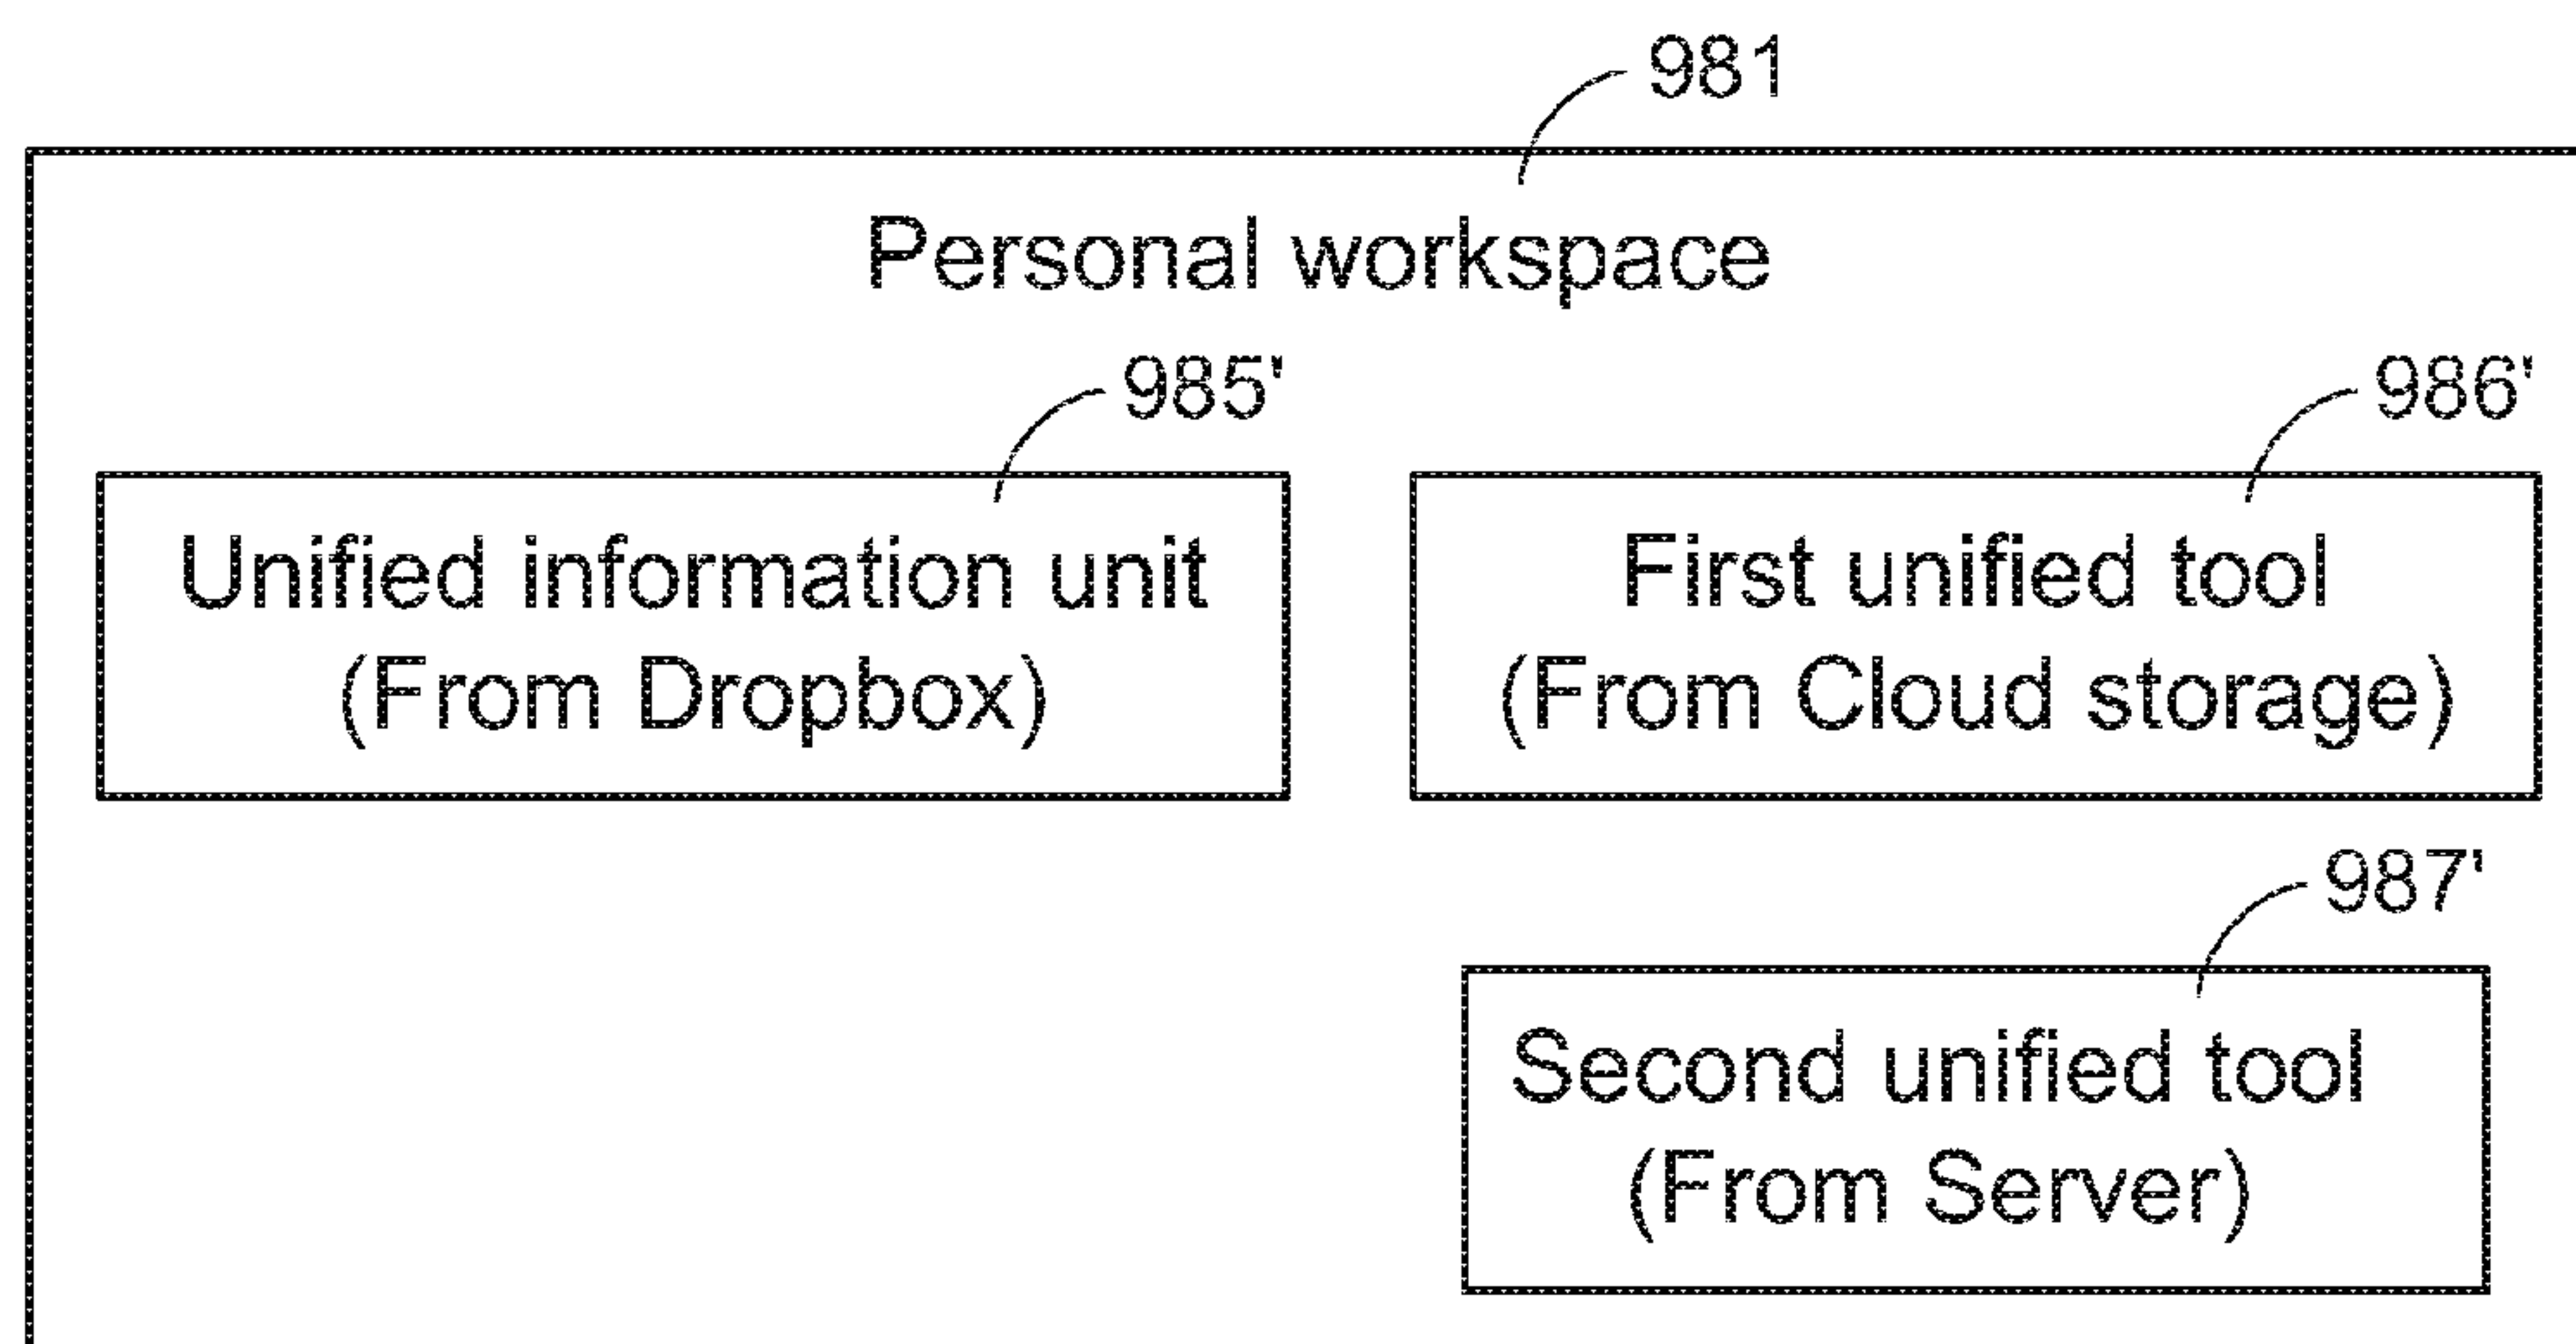 981
Personal workspace
985'
986'
Unified information unit
(From Dropbox)
First unified tool
(From Cloud storage)
987'
Second unified tool
(From Server)